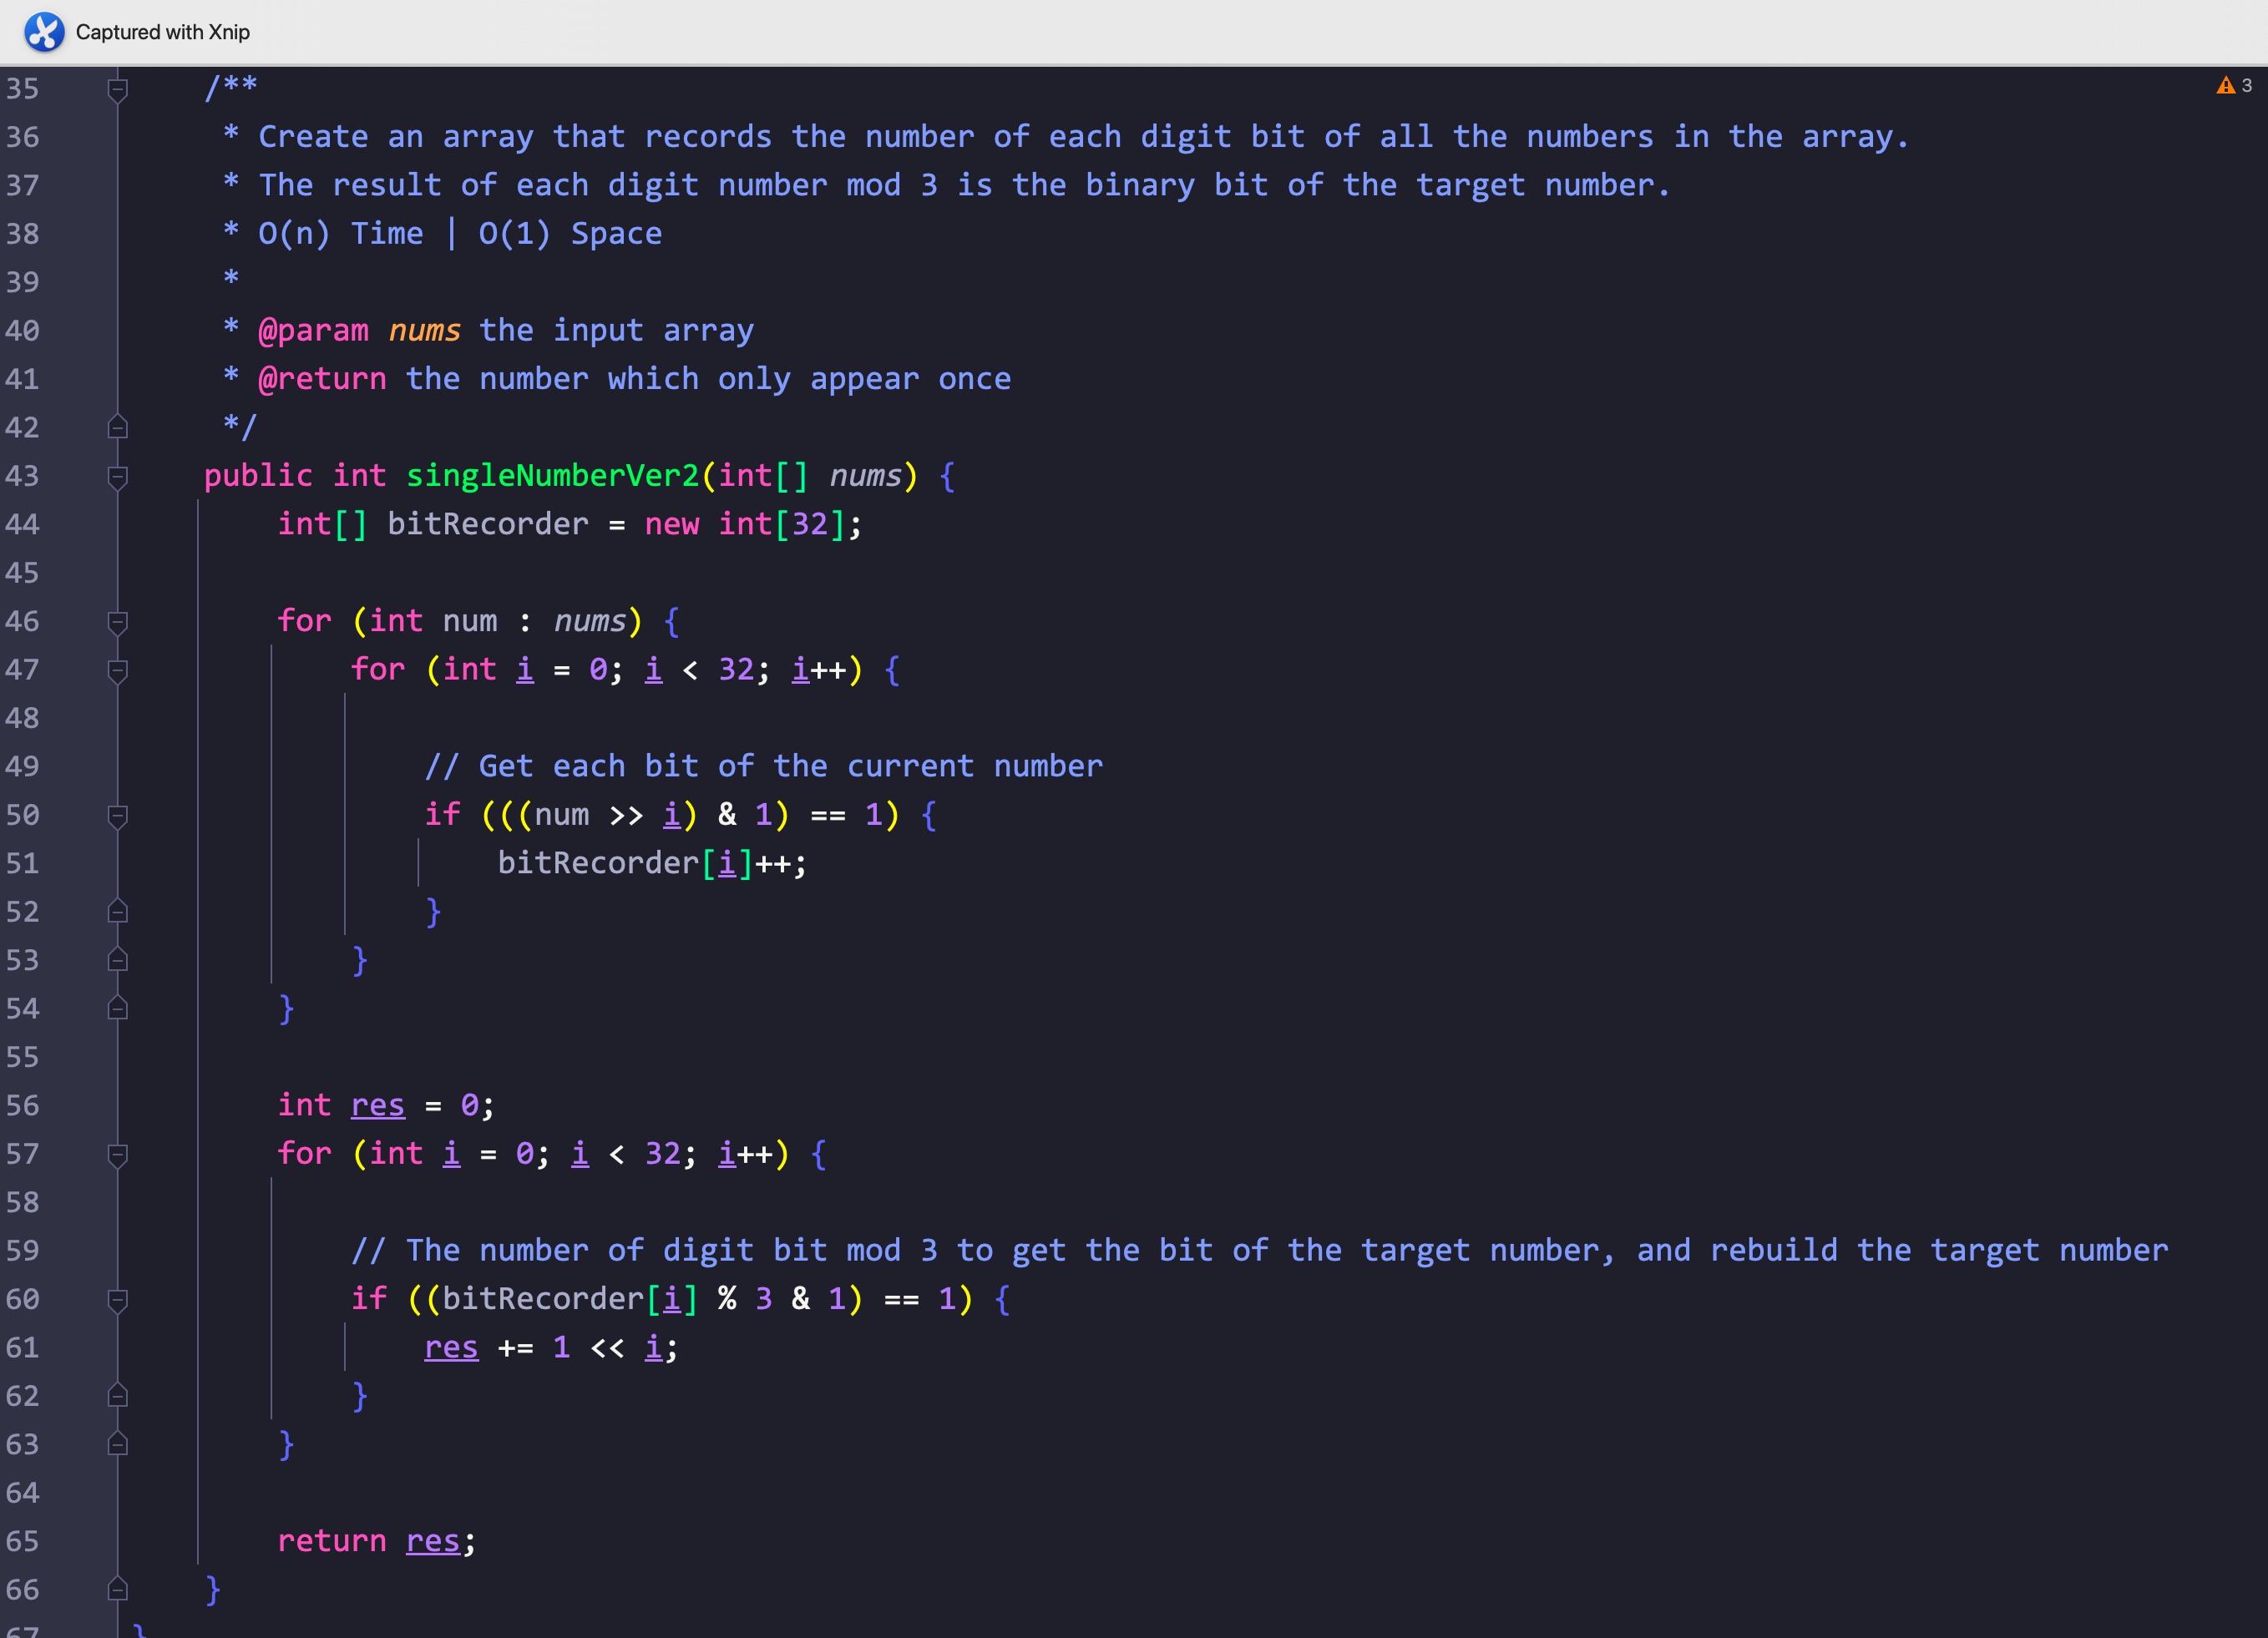 Captured with Xnip
3
35 /**
36 * Create an array that records the number of each digit bit of all the numbers in the array.
37 * The result of each digit number mod 3 is the binary bit of the target number.
38 * O(n) Time | O(1) Space
39 *
40 * @param nums the input array
41 * @return the number which only appear once
42 */
43 public int singleNumberVer2(int[] nums) {
44 int[] bitRecorder = new int[32];
45
46 for (int num : nums) {
47 for (int i = 0; i < 32; i++) {
48
49 // Get each bit of the current number
50 if (((num >> i) & 1) == 1) {
51 bitRecorder[i]++;
52 }
53 }
54 }
55
56 int res = 0;
57 for (int i = 0; i < 32; i++) {
58
59 // The number of digit bit mod 3 to get the bit of the target number, and rebuild the target number
60 if ((bitRecorder[i] % 3 & 1) == 1) {
61 res += 1 << i;
62 }
63 }
64
65 return res;
66 }
67 }